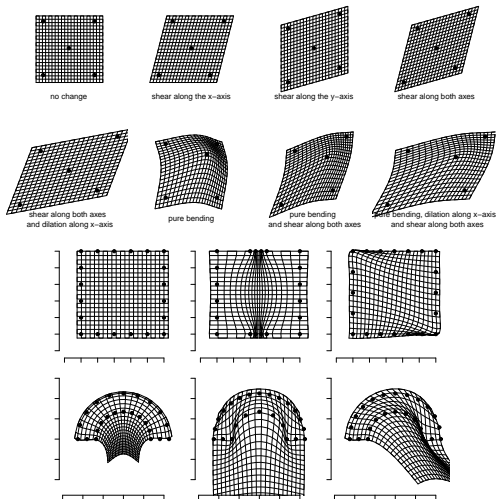 no change
shear along the x−axis
shear along the y−axis
shear along both axes
shear along both axes
and dilation along x−axis
pure bending
pure bending
and shear along both axes
pure bending, dilation along x−axis
and shear along both axes